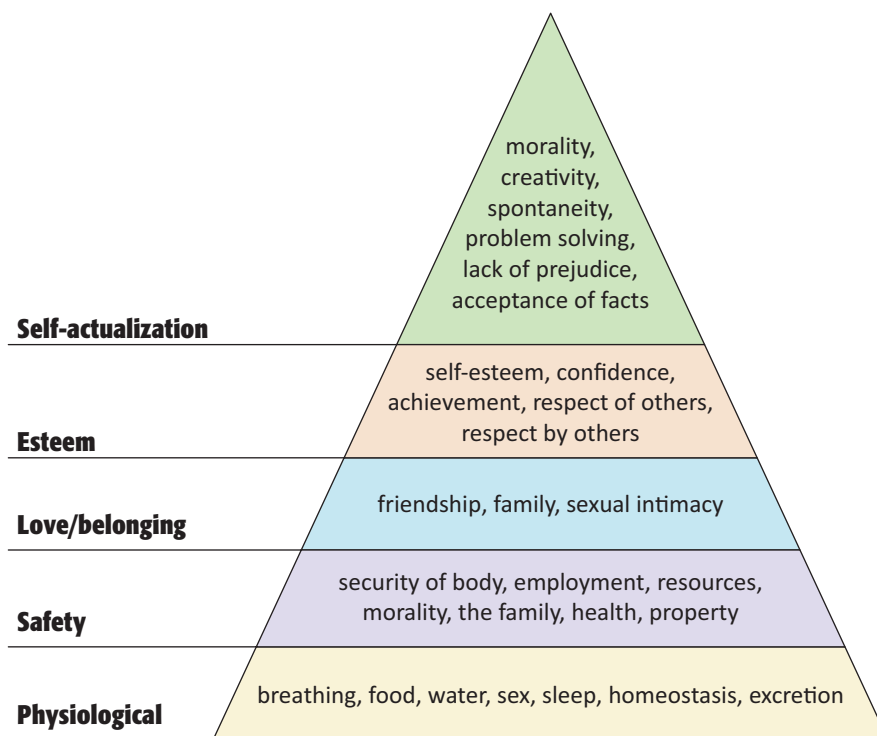 morality,
creativity,
spontaneity,
problem solving,
lack of prejudice,
acceptance of facts
Self-actualization
self-esteem, confidence,
achievement, respect of others,
respect by others
Esteem
friendship, family, sexual intimacy
Love/belonging
security of body, employment, resources,
morality, the family, health, property
Safety
breathing, food, water, sex, sleep, homeostasis, excretion
Physiological